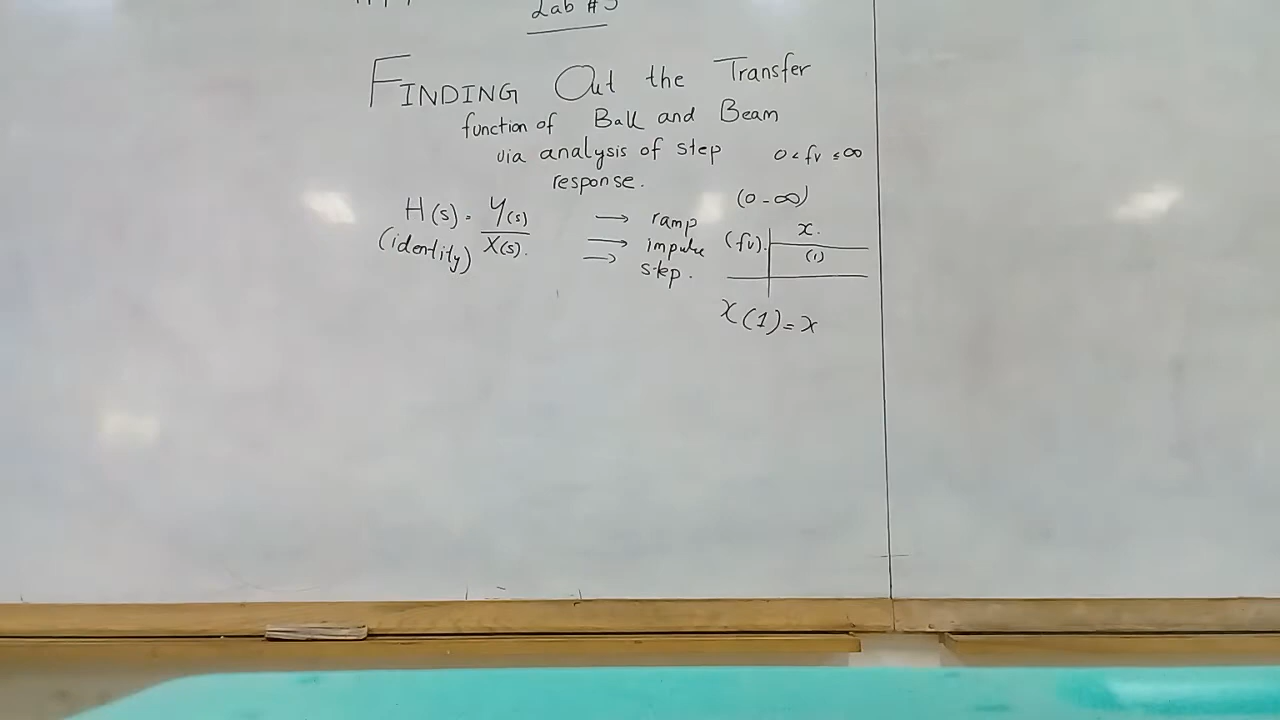 Lab #
FINDING Out the Transfer
function of Ball and Beam
via analysis of step
response.
0 < fv ≤ ∞
(0 - ∞)
H(s) = Y(s)/X(s).
(identity)
→ ramp
→ impulse
→ step.
(fv).
x.
(1)
x(1) = x